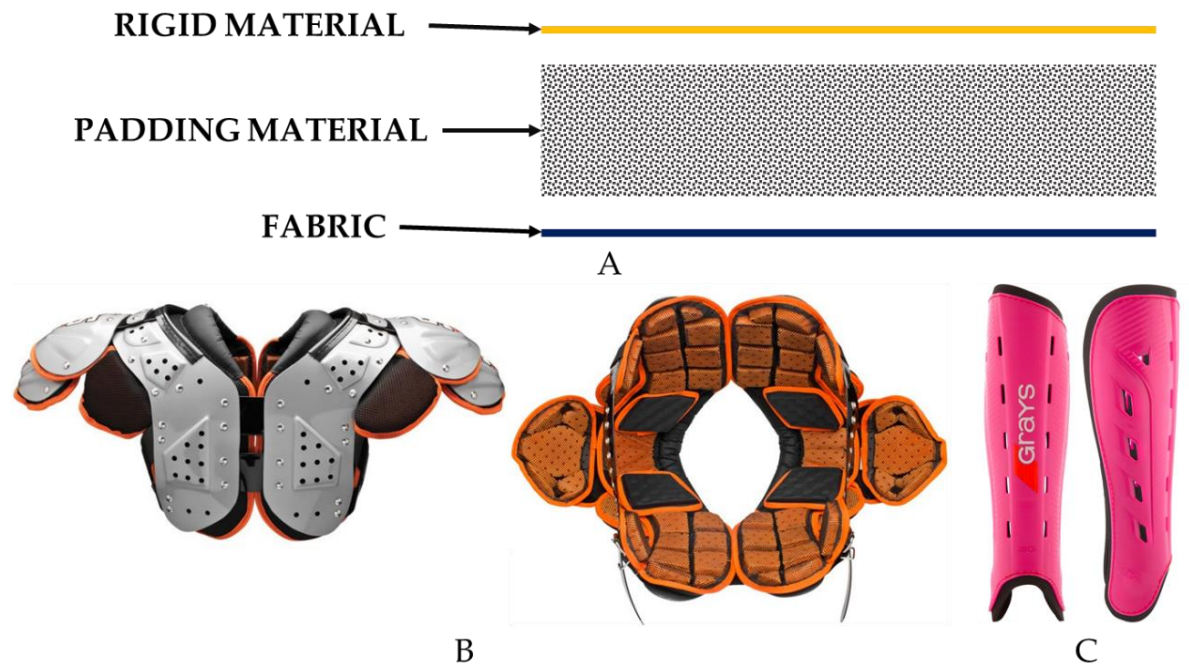 RIGID MATERIAL
PADDING MATERIAL
FABRIC
A
GRAYS
B
C